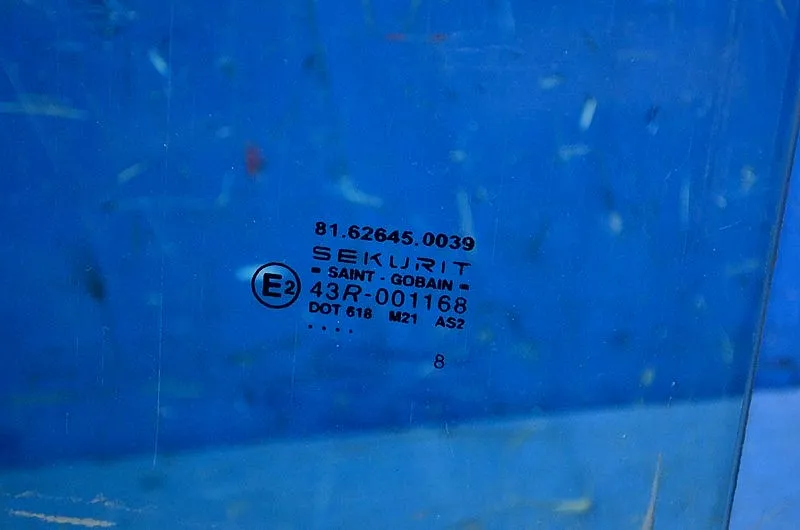 81.62645.0039
SEKURIT
= SAINT - GOBAIN =
E2
43R-001168
DOT 618 M21 AS2
. . . .
8